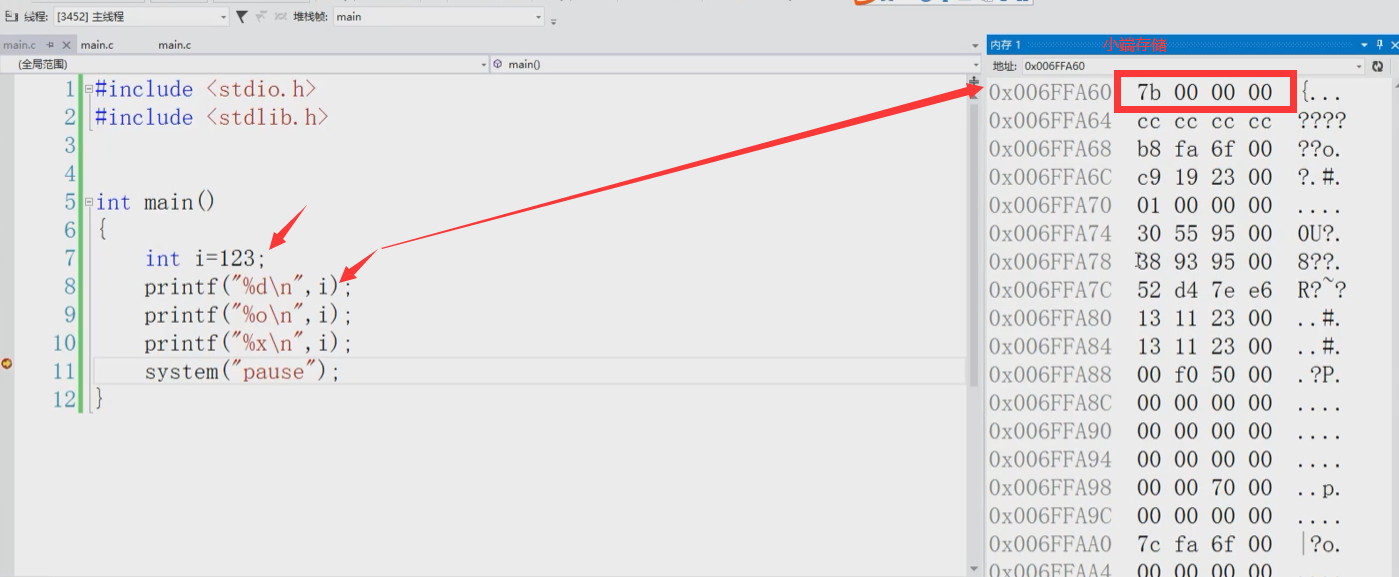 线程: [3452] 主线程 堆栈帧: main
main.c main.c main.c
(全局范围) main()
1 #include <stdio.h>
2 #include <stdlib.h>
3
4
5 int main()
6 {
7 int i=123;
8 printf("%d\n",i);
9 printf("%o\n",i);
10 printf("%x\n",i);
11 system("pause");
12 }
内存 1 小端存储
地址: 0x006FFA60
0x006FFA60 7b 00 00 00 {...
0x006FFA64 cc cc cc cc ????
0x006FFA68 b8 fa 6f 00 ??o.
0x006FFA6C c9 19 23 00 ?.#.
0x006FFA70 01 00 00 00 ....
0x006FFA74 30 55 95 00 0U?.
0x006FFA78 38 93 95 00 8??.
0x006FFA7C 52 d4 7e e6 R?~?
0x006FFA80 13 11 23 00 ..#.
0x006FFA84 13 11 23 00 ..#.
0x006FFA88 00 f0 50 00 .?P.
0x006FFA8C 00 00 00 00 ....
0x006FFA90 00 00 00 00 ....
0x006FFA94 00 00 00 00 ....
0x006FFA98 00 00 70 00 ..p.
0x006FFA9C 00 00 00 00 ....
0x006FFAA0 7c fa 6f 00 |?o.
0x006FFAA4 00 00 00 00